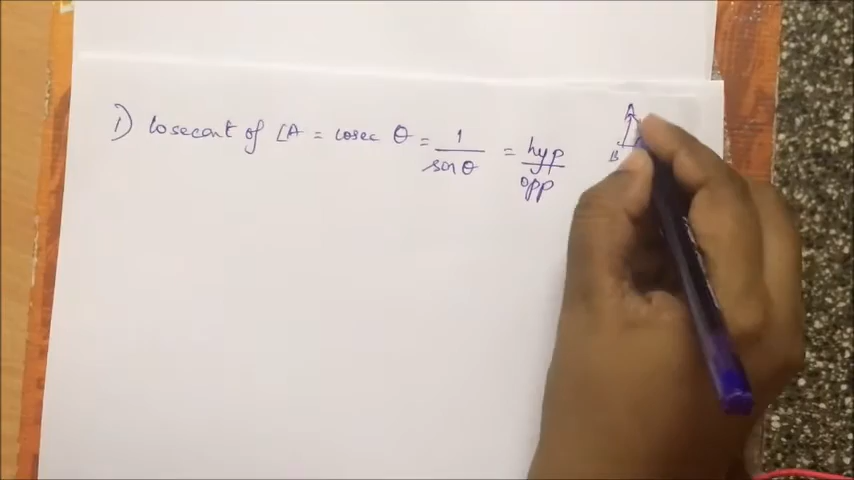 1) Cosecant of ∠A = cosec θ = 1/sin θ = hyp/opp
A
B